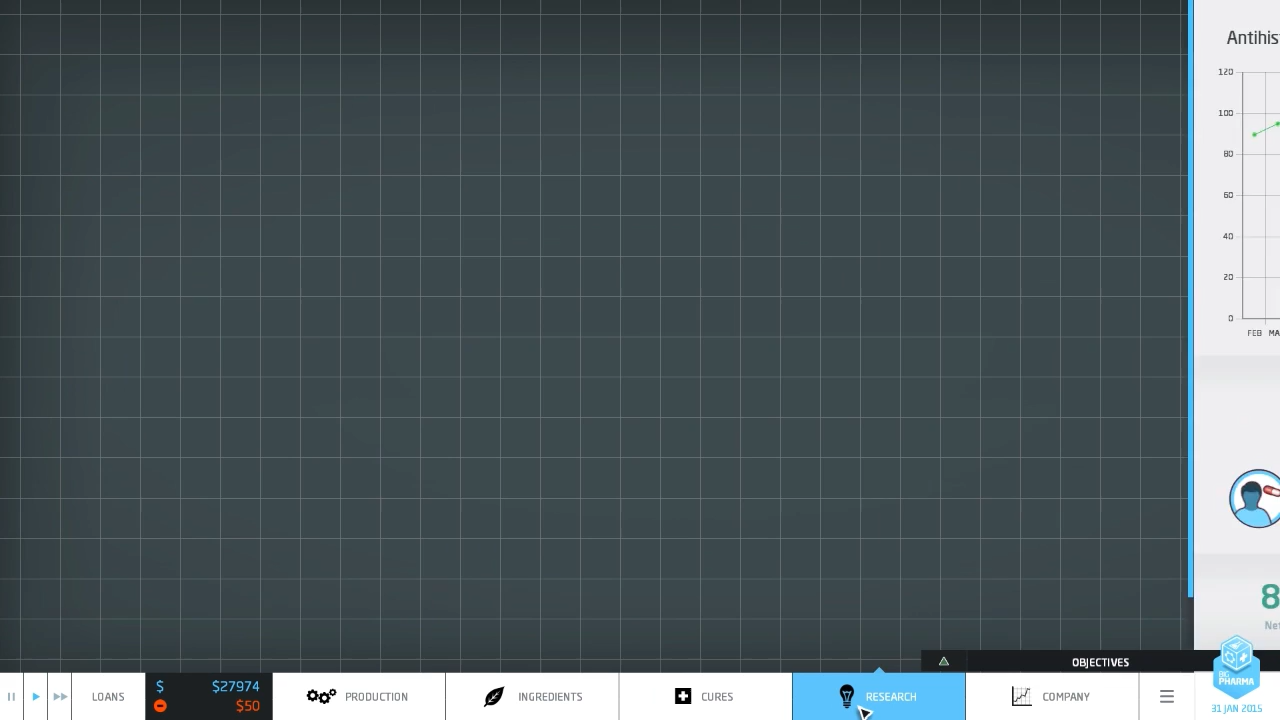 Antihis
120
100
80
60
40
20
0
FEB MA
8
Net
OBJECTIVES
LOANS
$ $27974
$50
PRODUCTION
INGREDIENTS
CURES
RESEARCH
COMPANY
BIG
PHARMA
31 JAN 2015